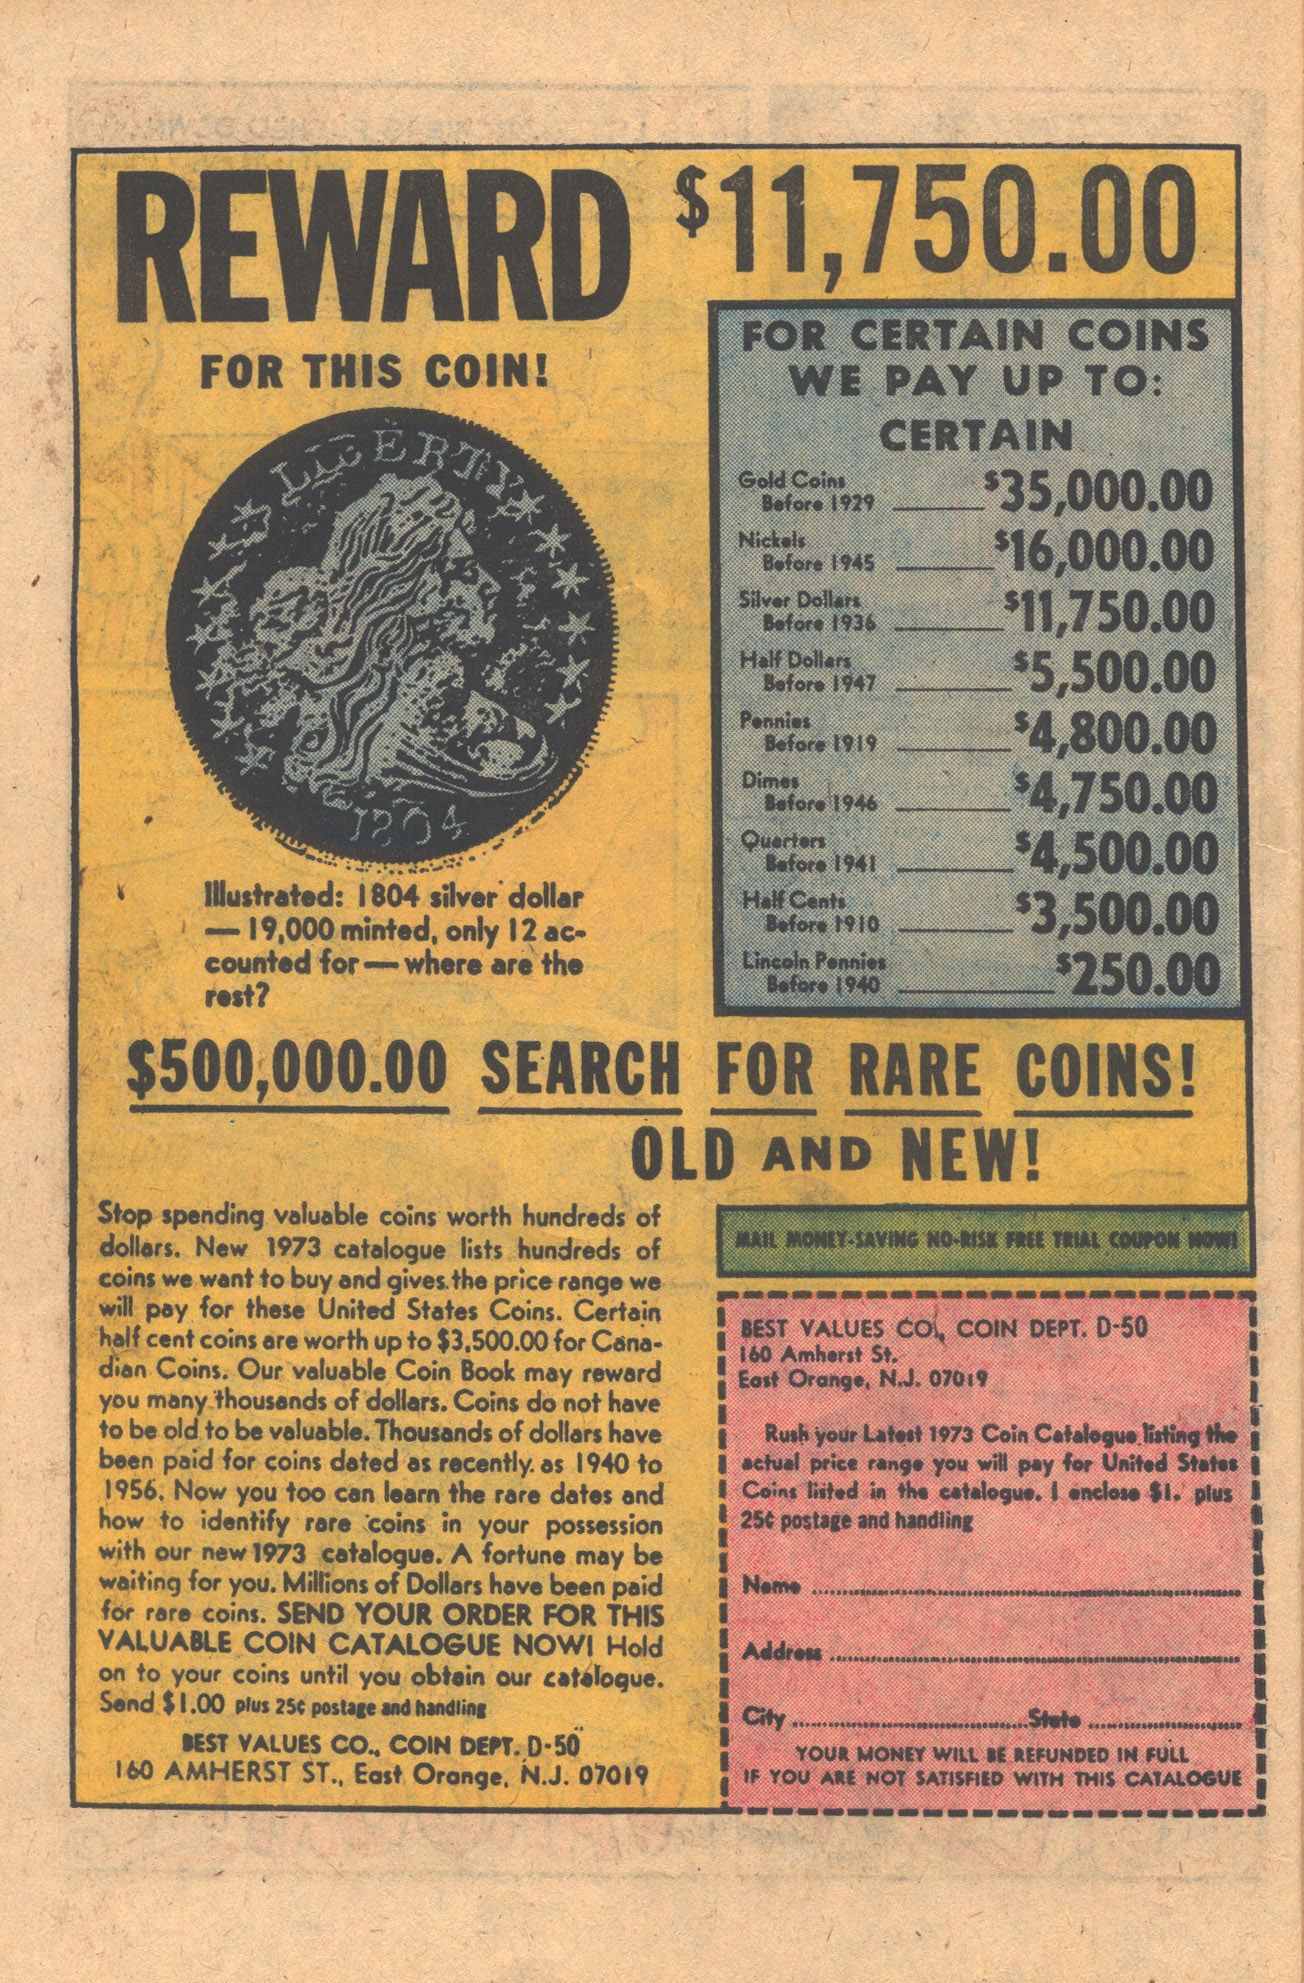 REWARD $11,750.00
FOR THIS COIN!
LIBERTY
1804
Illustrated: 1804 silver dollar
— 19,000 minted, only 12 ac-
counted for — where are the
rest?
FOR CERTAIN COINS
WE PAY UP TO:
CERTAIN
Gold Coins
Before 1929 $35,000.00
Nickels
Before 1945 $16,000.00
Silver Dollars
Before 1936 $11,750.00
Half Dollars
Before 1947 $5,500.00
Pennies
Before 1919 $4,800.00
Dimes
Before 1946 $4,750.00
Quarters
Before 1941 $4,500.00
Half Cents
Before 1910 $3,500.00
Lincoln Pennies
Before 1940 $250.00
$500,000.00 SEARCH FOR RARE COINS!
OLD AND NEW!
Stop spending valuable coins worth hundreds of
dollars. New 1973 catalogue lists hundreds of
coins we want to buy and gives the price range we
will pay for these United States Coins. Certain
half cent coins are worth up to $3,500.00 for Cana-
dian Coins. Our valuable Coin Book may reward
you many thousands of dollars. Coins do not have
to be old to be valuable. Thousands of dollars have
been paid for coins dated as recently as 1940 to
1956. Now you too can learn the rare dates and
how to identify rare coins in your possession
with our new 1973 catalogue. A fortune may be
waiting for you. Millions of Dollars have been paid
for rare coins. SEND YOUR ORDER FOR THIS
VALUABLE COIN CATALOGUE NOW! Hold
on to your coins until you obtain our catalogue.
Send $1.00 plus 25¢ postage and handling
BEST VALUES CO., COIN DEPT. D-50
160 AMHERST ST., East Orange, N.J. 07019
MAIL MONEY-SAVING NO-RISK FREE TRIAL COUPON NOW!
BEST VALUES CO., COIN DEPT. D-50
160 Amherst St.
East Orange, N.J. 07019
Rush your Latest 1973 Coin Catalogue listing the
actual price range you will pay for United States
Coins listed in the catalogue. I enclose $1. plus
25¢ postage and handling
Name
Address
City State
YOUR MONEY WILL BE REFUNDED IN FULL
IF YOU ARE NOT SATISFIED WITH THIS CATALOGUE